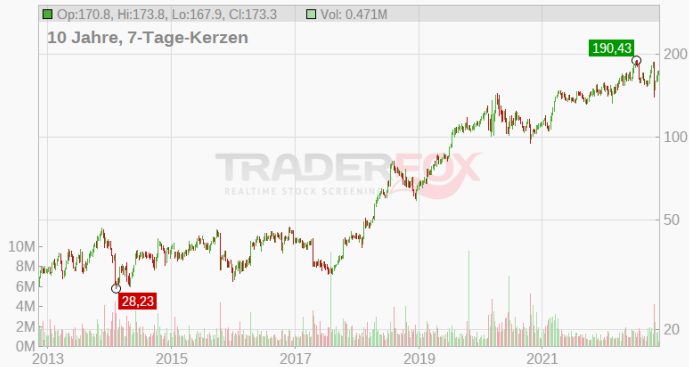 Op:170.8, Hi:173.8, Lo:167.9, Cl:173.3 Vol: 0.471M
10 Jahre, 7-Tage-Kerzen
190,43
200
100
TRADERFOX
REALTIME STOCK SCREENING
50
10M
8M
6M
28,23
4M
2M
20
0M
2013 2015 2017 2019 2021